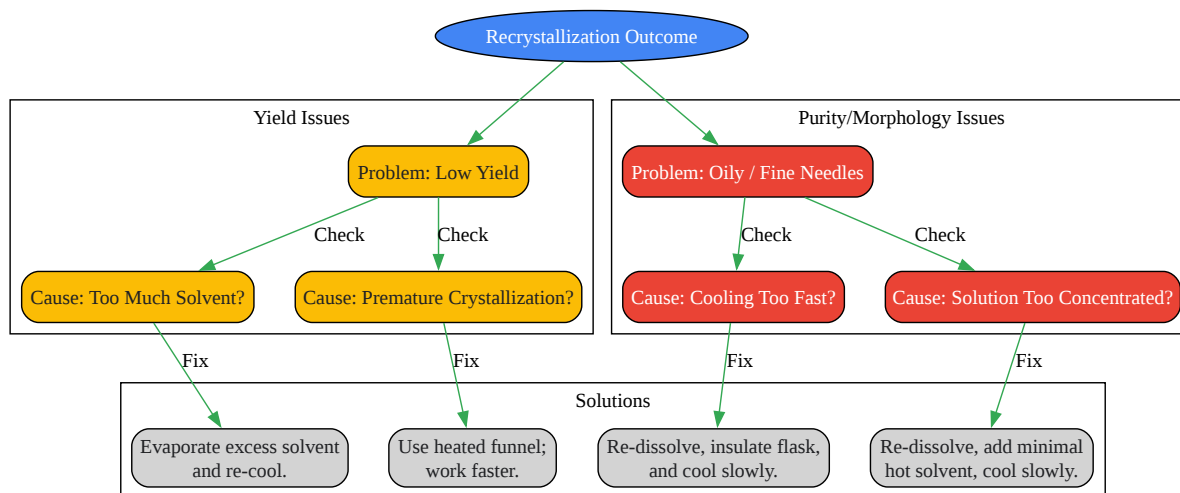 Recrystallization Outcome
Yield Issues
Purity/Morphology Issues
Problem: Low Yield
Problem: Oily / Fine Needles
Check
Check
Check
Check
Cause: Too Much Solvent?
Cause: Premature Crystallization?
Cause: Cooling Too Fast?
Cause: Solution Too Concentrated?
Fix
Fix
Fix
Fix
Solutions
Evaporate excess solvent
and re-cool.
Use heated funnel;
work faster.
Re-dissolve, insulate flask,
and cool slowly.
Re-dissolve, add minimal
hot solvent, cool slowly.